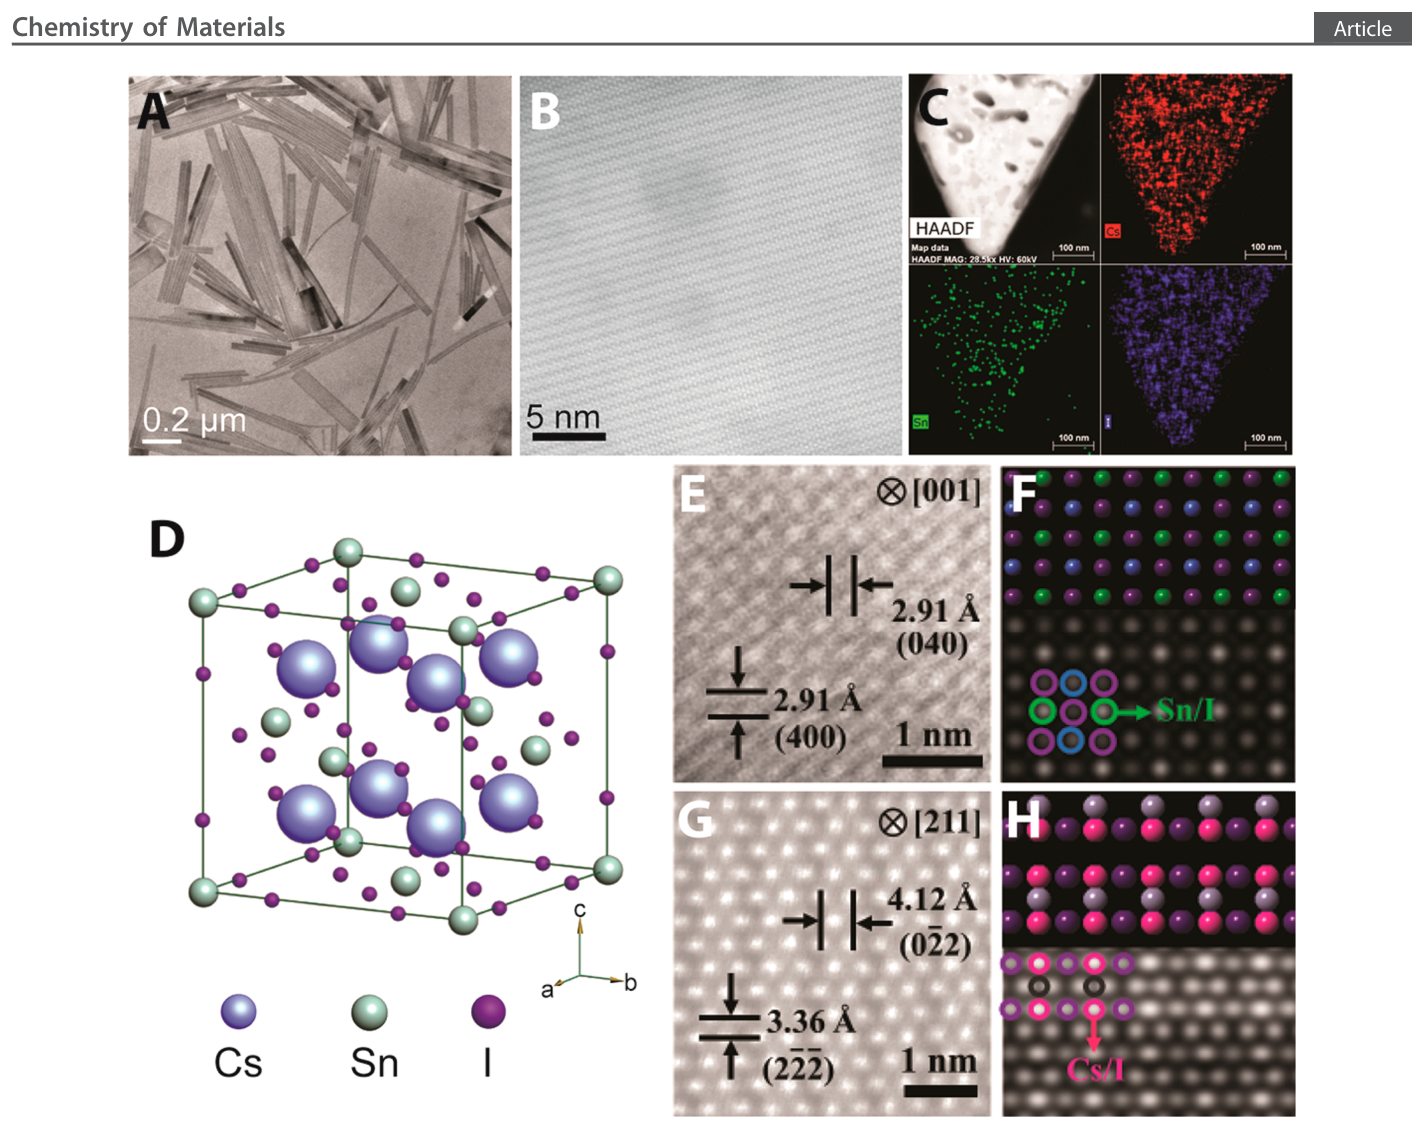 Chemistry of Materials
Article
A
0.2 µm
B
5 nm
C
HAADF
Map data
HAADF MAG: 28.5kx HV: 60kV
100 nm
Cs
100 nm
Sn
100 nm
I
100 nm
D
c
a
b
Cs
Sn
I
E
[001]
2.91 Å
(040)
2.91 Å
(400)
1 nm
F
Sn/I
G
[211]
4.12 Å
(02̅2)
3.36 Å
(22̅2̅)
1 nm
H
Cs/I